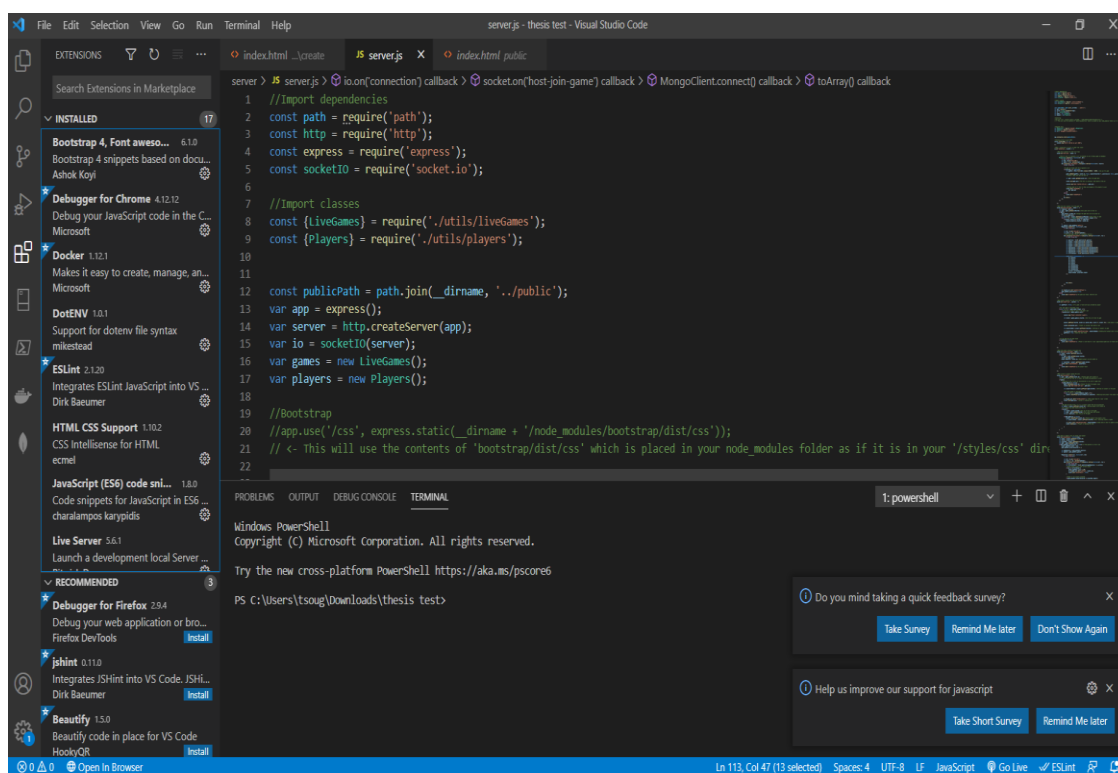 File Edit Selection View Go Run Terminal Help
server.js - thesis test - Visual Studio Code
EXTENSIONS
index.html ...\create
JS server.js X
index.html public
Search Extensions in Marketplace
server > JS server.js > io.on('connection') callback > socket.on('host-join-game') callback > MongoClient.connect() callback > toArray() callback
INSTALLED 17
Bootstrap 4, Font aweso... 6.1.0
Bootstrap 4 snippets based on docu...
Ashok Koyi
Debugger for Chrome 4.12.12
Debug your JavaScript code in the C...
Microsoft
Docker 1.12.1
Makes it easy to create, manage, an...
Microsoft
DotENV 1.0.1
Support for dotenv file syntax
mikestead
ESLint 2.1.20
Integrates ESLint JavaScript into VS ...
Dirk Baeumer
HTML CSS Support 1.10.2
CSS Intellisense for HTML
ecmel
JavaScript (ES6) code sni... 1.8.0
Code snippets for JavaScript in ES6 ...
charalampos karypidis
Live Server 5.6.1
Launch a development local Server ...
RECOMMENDED 3
Debugger for Firefox 2.9.4
Debug your web application or bro...
Firefox DevTools Install
jshint 0.11.0
Integrates JSHint into VS Code. JSHi...
Dirk Baeumer Install
Beautify 1.5.0
Beautify code in place for VS Code
HookyQR Install
1 //Import dependencies
2 const path = require('path');
3 const http = require('http');
4 const express = require('express');
5 const socketIO = require('socket.io');
6
7 //Import classes
8 const {LiveGames} = require('./utils/liveGames');
9 const {Players} = require('./utils/players');
10
11
12 const publicPath = path.join(__dirname, '../public');
13 var app = express();
14 var server = http.createServer(app);
15 var io = socketIO(server);
16 var games = new LiveGames();
17 var players = new Players();
18
19 //Bootstrap
20 //app.use('/css', express.static(__dirname + '/node_modules/bootstrap/dist/css'));
21 // <- This will use the contents of 'bootstrap/dist/css' which is placed in your node_modules folder as if it is in your '/styles/css' dir
22
PROBLEMS OUTPUT DEBUG CONSOLE TERMINAL
1: powershell
Windows PowerShell
Copyright (C) Microsoft Corporation. All rights reserved.
Try the new cross-platform PowerShell https://aka.ms/pscore6
PS C:\Users\tsoug\Downloads\thesis test>
Do you mind taking a quick feedback survey?
Take Survey Remind Me later Don't Show Again
Help us improve our support for javascript
Take Short Survey Remind Me later
1
0 0 Open In Browser
Ln 113, Col 47 (13 selected) Spaces: 4 UTF-8 LF JavaScript Go Live ESLint